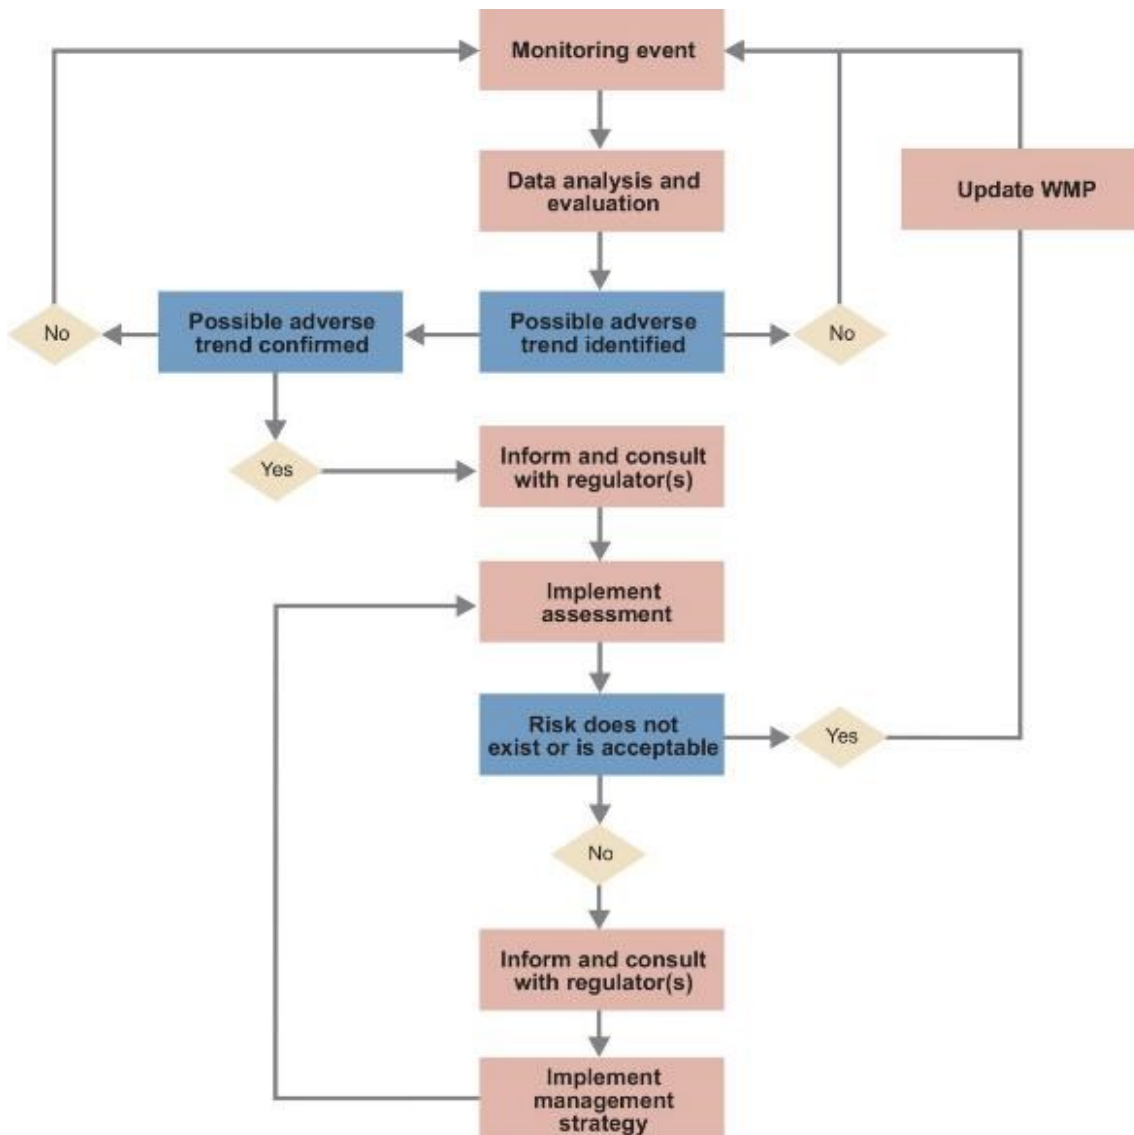 Monitoring event
Data analysis and
evaluation
Update WMP
No
Possible adverse
trend confirmed
Possible adverse
trend identified
No
Yes
Inform and consult
with regulator(s)
Implement
assessment
Risk does not
exist or is acceptable
Yes
No
Inform and consult
with regulator(s)
Implement
management
strategy